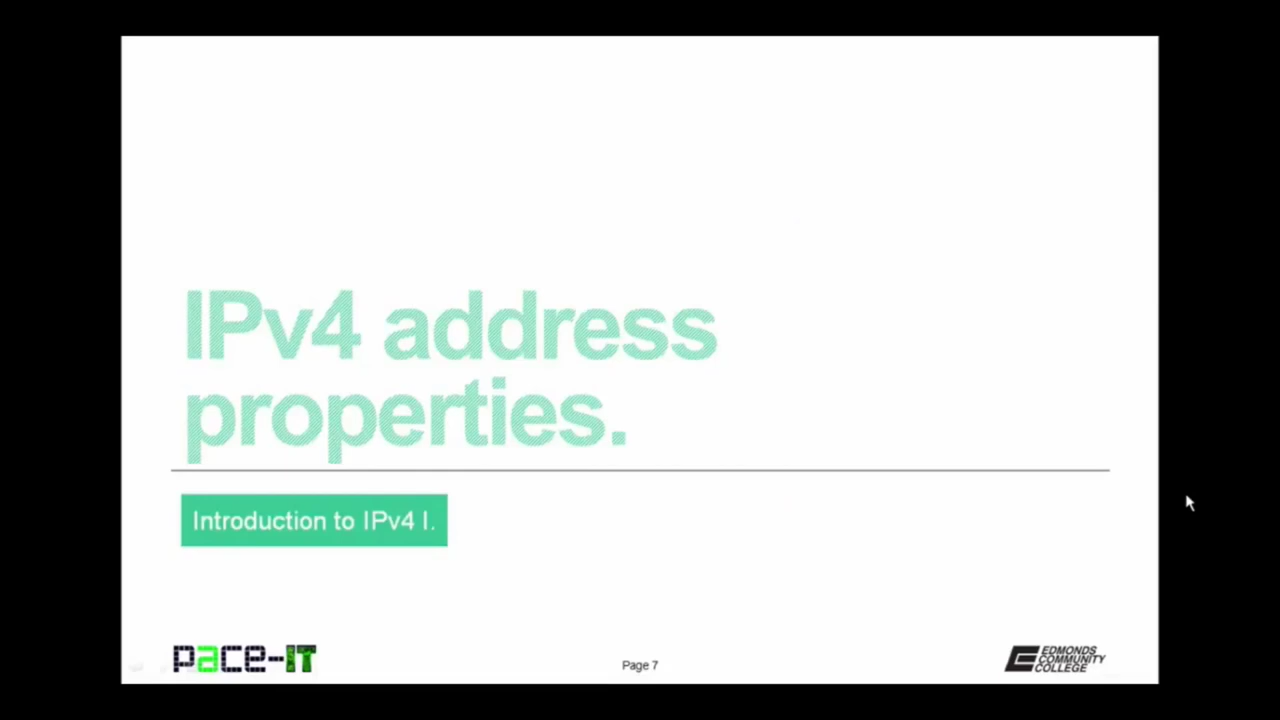 IPv4 address
properties.
Introduction to IPv4 I.
pace-IT
Page 7
EDMONDS
COMMUNITY
COLLEGE